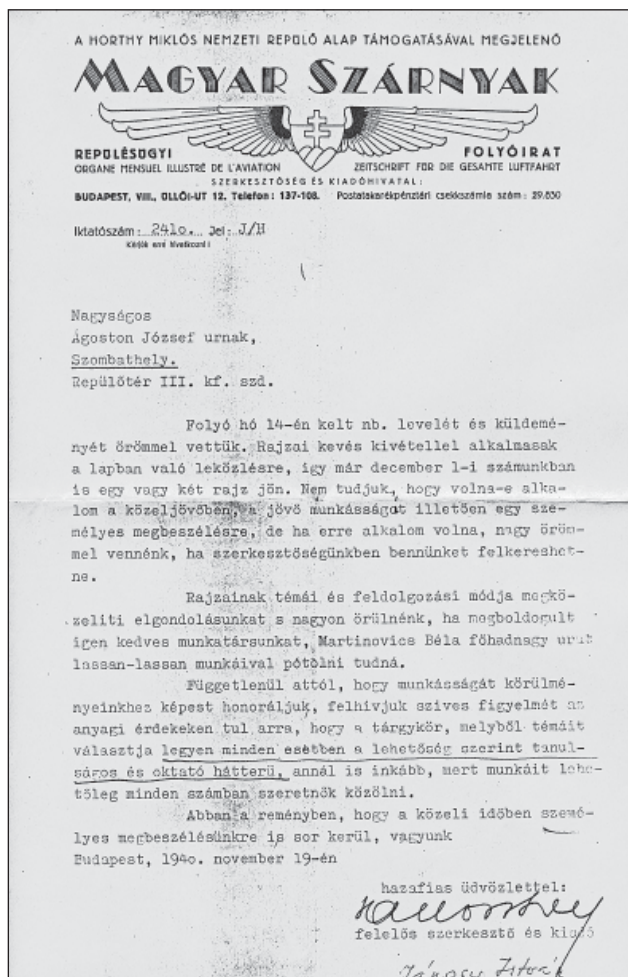 A HORTHY MIKLÓS NEMZETI REPÜLŐ ALAP TÁMOGATÁSÁVAL MEGJELENŐ
MAGYAR SZÁRNYAK
REPÜLÉSÜGYI FOLYÓIRAT
ORGANE MENSUEL ILLUSTRÉ DE L'AVIATION ZEITSCHRIFT FÜR DIE GESAMTE LUFTFAHRT
SZERKESZTŐSÉG ÉS KIADÓHIVATAL:
BUDAPEST, VIII., ÜLLŐI-UT 12. Telefon: 137-108. Postatakarékpénztári csekkszámla szám: 29.830
Iktatószám: 241o. Jel: J/H
Kérjük erre hivatkozni!
Nagyságos
Ágoston József urnak,
Szombathely.
Repülőtér III. kf. szd.
Folyó hó 14-én kelt nb. levelét és küldemé-
nyét örömmel vettük. Rajzai kevés kivétellel alkalmasak
a lapban való leközlésre, igy már december 1-i számunkban
is egy vagy két rajz jön. Nem tudjuk, hogy volna-e alka-
lom a közeljövőben, a jövő munkásságát illetően egy sze-
mélyes megbeszélésre, de ha erre alkalom volna, nagy öröm-
mel vennénk, ha szerkesztőségünkben bennünket felkereshet-
ne.
Rajzainak témái és feldolgozási módja megkö-
zeliti elgondolásunkat s nagyon örülnénk, ha megboldogult
igen kedves munkatársunkat, Martinovics Béla főhadnagy urat
lassan-lassan munkáival pótolni tudná.
Függetlenül attól, hogy munkásságát körülmé-
nyeinkhez képest honoráljuk, felhivjuk szives figyelmét az
anyagi érdekeken tul arra, hogy a tárgykör, melyből témáit
választja legyen minden esetben a lehetőség szerint tanul-
ságos és oktató hátterü, annál is inkább, mert munkáit lehe-
tőleg minden számban szeretnők közölni.
Abban a reményben, hogy a közeli időben szemé-
lyes megbeszélésünkre is sor kerül, vagyunk
Budapest, 194o. november 19-én
hazafias üdvözlettel:
felelős szerkesztő és kiadó